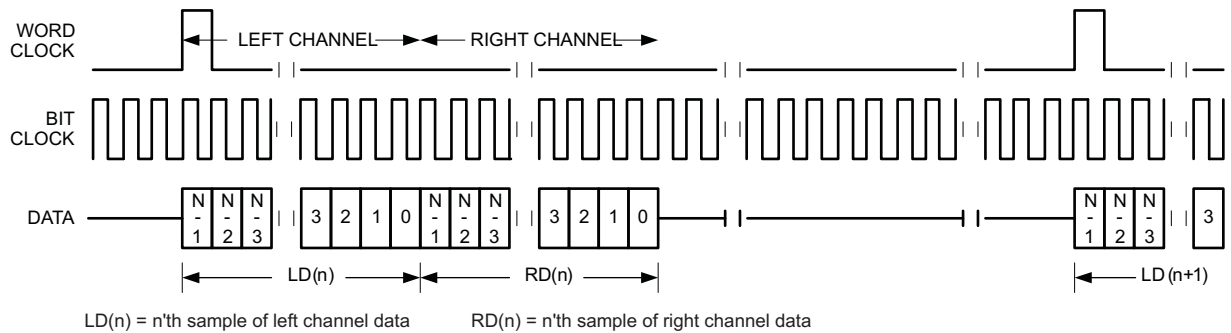 WORD
CLOCK
LEFT CHANNEL
RIGHT CHANNEL
BIT
CLOCK
DATA
N-1 N-2 N-3 3 2 1 0 N-1 N-2 N-3 3 2 1 0 N-1 N-2 N-3 3
LD(n) RD(n) LD (n+1)
LD(n) = n'th sample of left channel data RD(n) = n'th sample of right channel data